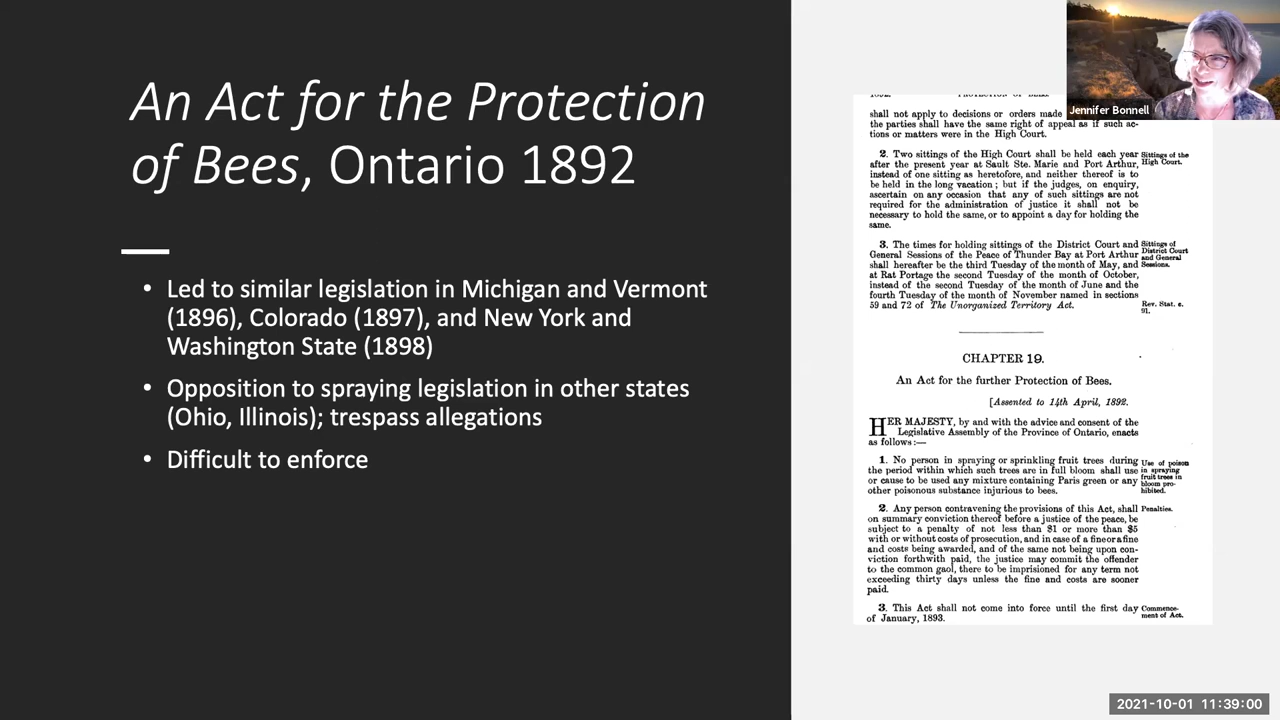 An Act for the Protection
of Bees, Ontario 1892
• Led to similar legislation in Michigan and Vermont
(1896), Colorado (1897), and New York and
Washington State (1898)
• Opposition to spraying legislation in other states
(Ohio, Illinois); trespass allegations
• Difficult to enforce
Jennifer Bonnell
shall not apply to decisions or orders made
the parties shall have the same right of appeal as if such ac-
tions or matters were in the High Court.
2. Two sittings of the High Court shall be held each year
after the present year at Sault Ste. Marie and Port Arthur,
instead of one sitting as heretofore, and neither thereof is to
be held in the long vacation; but if the judges, on enquiry,
ascertain on any occasion that any of such sittings are not
required for the administration of justice it shall not be
necessary to hold the same, or to appoint a day for holding the
same.
Sittings of the
High Court.
3. The times for holding sittings of the District Court and
General Sessions of the Peace of Thunder Bay at Port Arthur
shall hereafter be the third Tuesday of the month of May, and
at Rat Portage the second Tuesday of the month of October,
instead of the second Tuesday of the month of June and the
fourth Tuesday of the month of November named in sections
59 and 72 of The Unorganized Territory Act.
Sittings of
District Court
and General
Sessions.
Rev. Stat. c.
91.
CHAPTER 19.
An Act for the further Protection of Bees.
[Assented to 14th April, 1892.
HER MAJESTY, by and with the advice and consent of the
Legislative Assembly of the Province of Ontario, enacts
as follows:—
1. No person in spraying or sprinkling fruit trees during
the period within which such trees are in full bloom shall use
or cause to be used any mixture containing Paris green or any
other poisonous substance injurious to bees.
Use of poison
in spraying
fruit trees in
bloom pro-
hibited.
2. Any person contravening the provisions of this Act, shall
on summary conviction thereof before a justice of the peace, be
subject to a penalty of not less than $1 or more than $5
with or without costs of prosecution, and in case of a fine or a fine
and costs being awarded, and of the same not being upon con-
viction forthwith paid, the justice may commit the offender
to the common gaol, there to be imprisoned for any term not
exceeding thirty days unless the fine and costs are sooner
paid.
Penalties.
3. This Act shall not come into force until the first day
of January, 1893.
Commence-
ment of Act.
2021-10-01 11:39:00